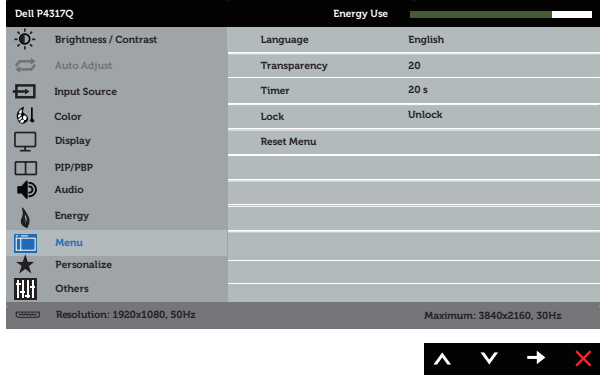 Dell P4317Q Energy Use
Brightness / Contrast Language English
Auto Adjust Transparency 20
Input Source Timer 20 s
Color Lock Unlock
Display Reset Menu
PIP/PBP
Audio
Energy
Menu
Personalize
Others
Resolution: 1920x1080, 50Hz Maximum: 3840x2160, 30Hz